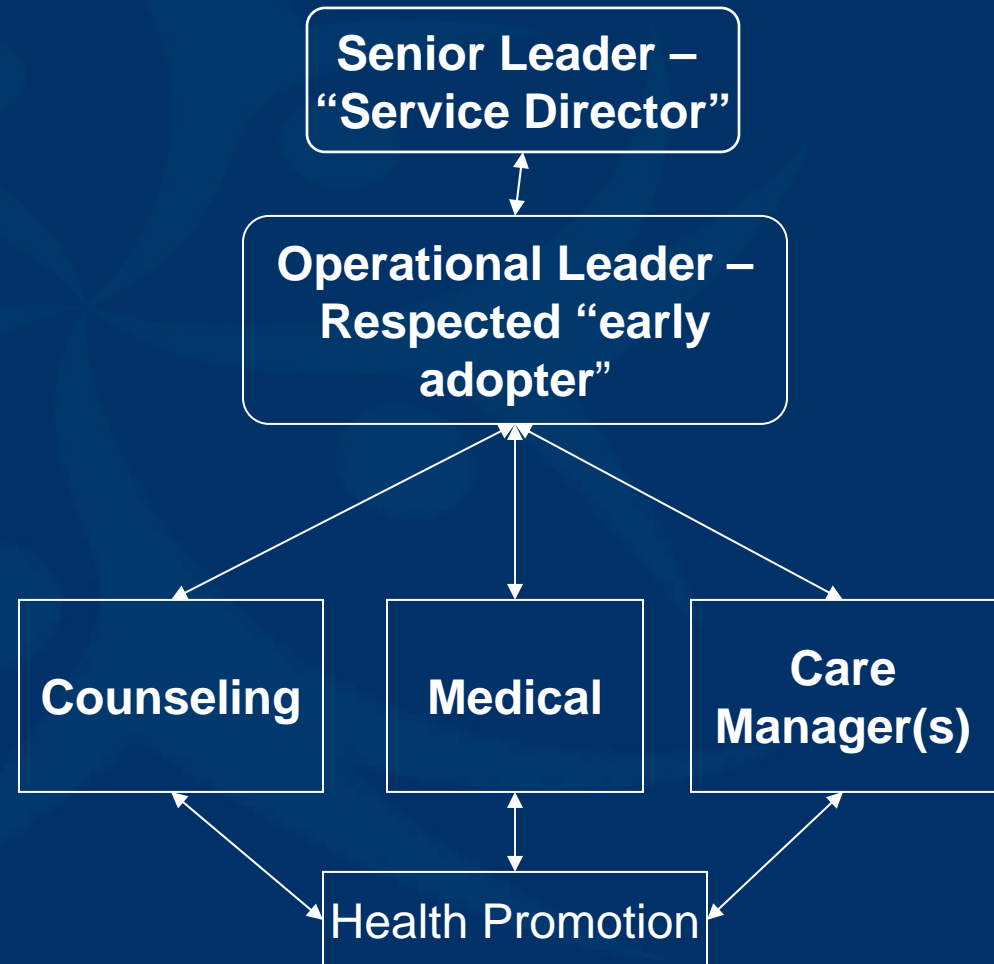 Senior Leader –
“Service Director”
Operational Leader –
Respected “early
adopter”
Counseling
Medical
Care
Manager(s)
Health Promotion